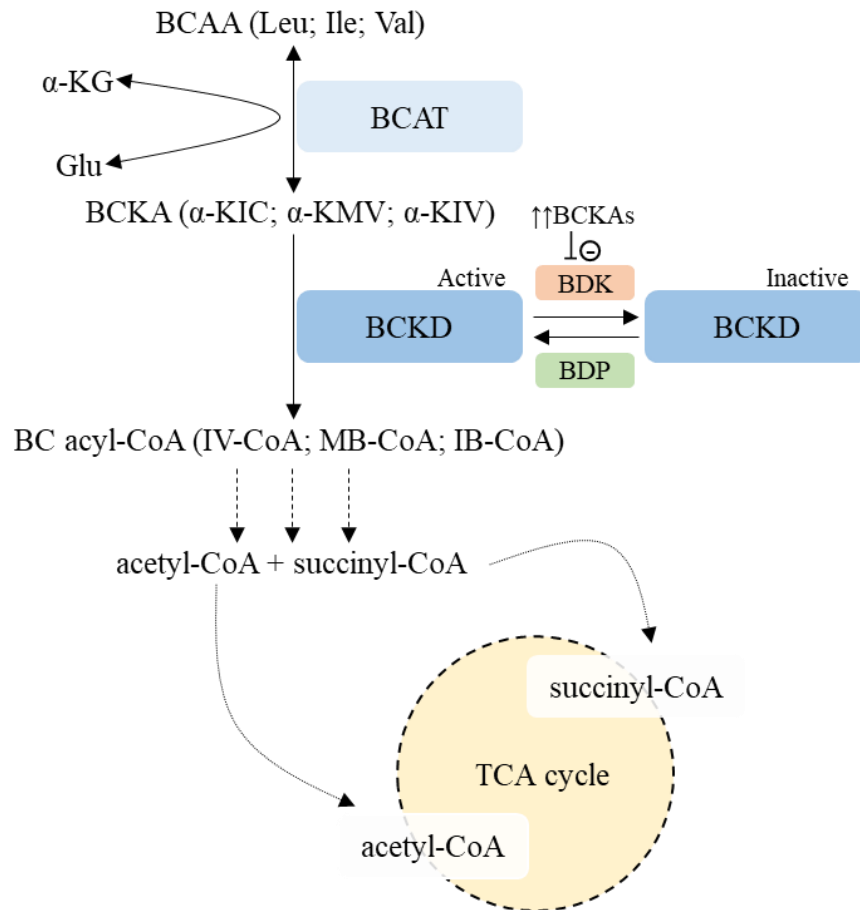 BCAA (Leu; Ile; Val)
α-KG
BCAT
Glu
BCKA (α-KIC; α-KMV; α-KIV)
↑↑BCKAs
Active
BDK
Inactive
BCKD
BCKD
BDP
BC acyl-CoA (IV-CoA; MB-CoA; IB-CoA)
acetyl-CoA + succinyl-CoA
succinyl-CoA
TCA cycle
acetyl-CoA